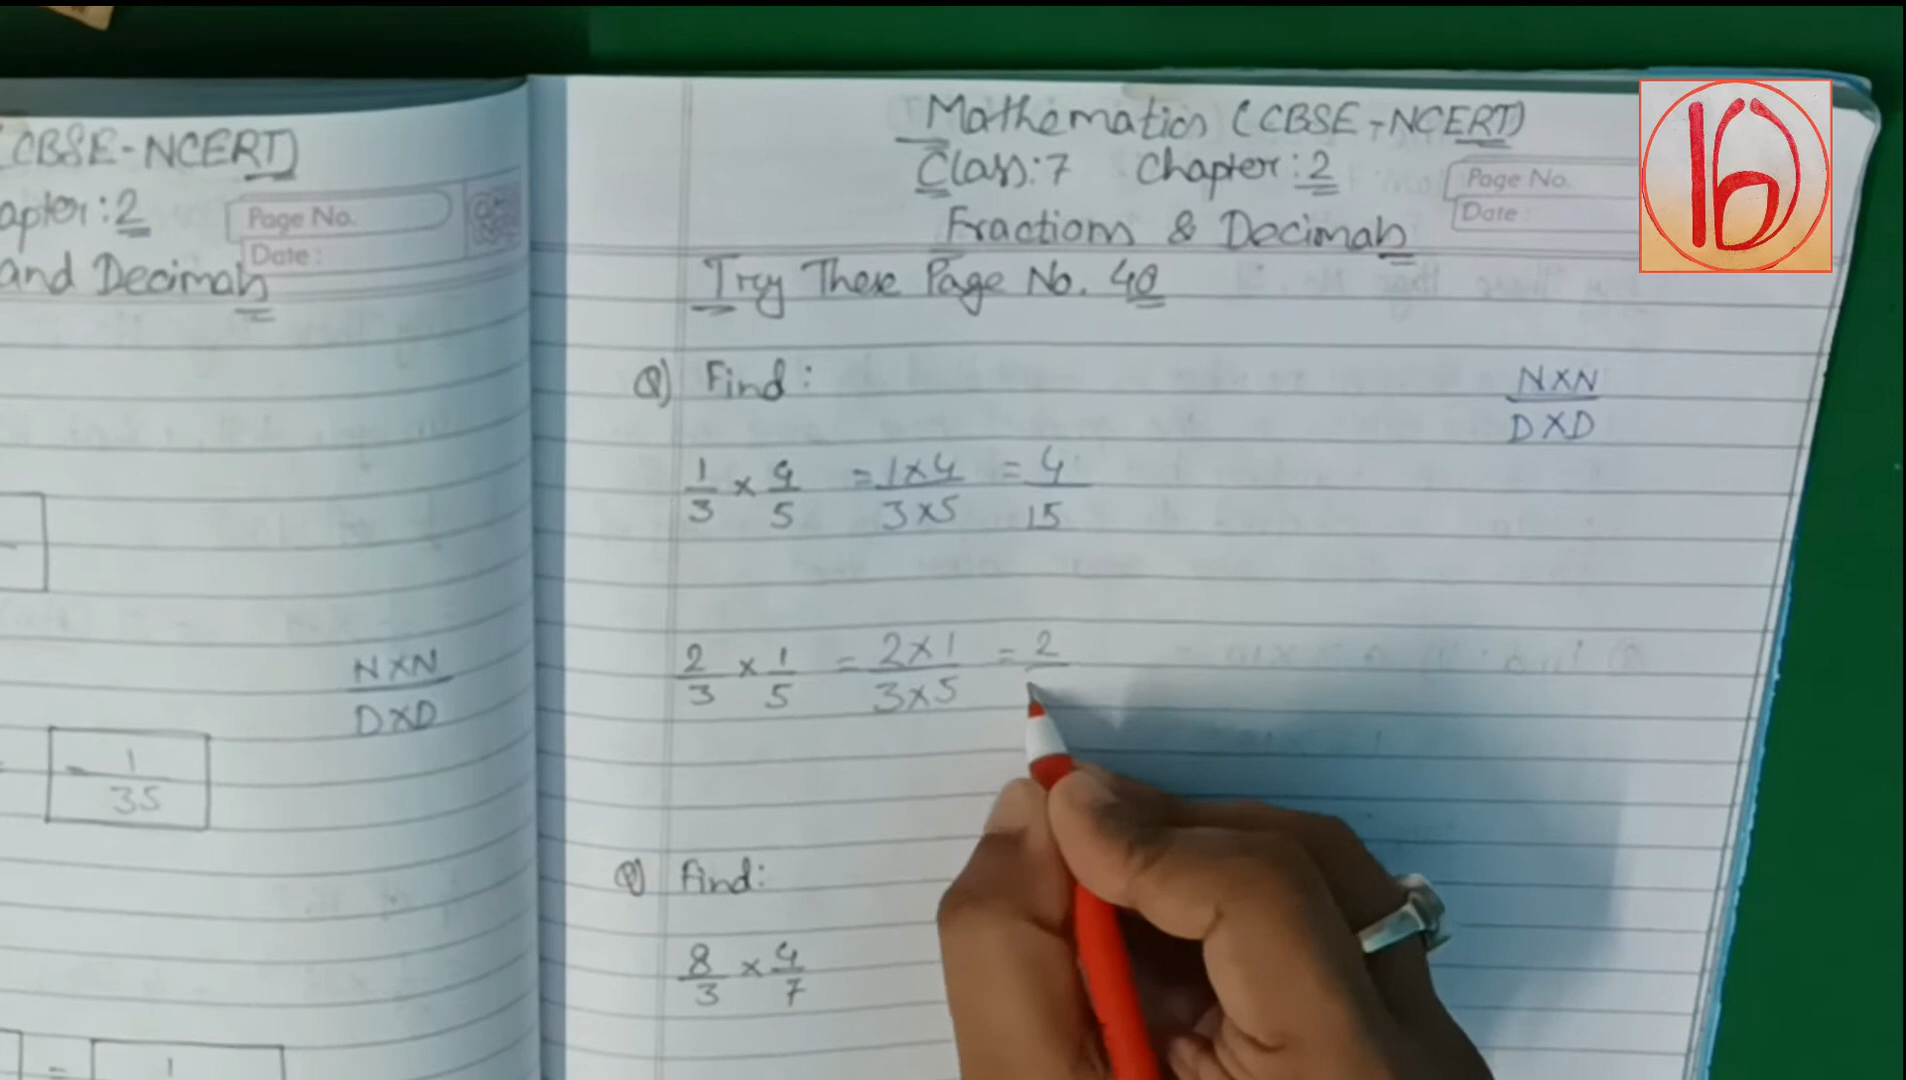 CBSE-NCERT)
apter:2
Page No.
Date:
and Decimals
N×N
D×D
- 1
35
= 1
Mathematics (CBSE-NCERT)
Class:7 Chapter:2
Page No.
Date:
Fractions & Decimals
Try These Page No. 40
Q) Find:
N×N
D×D
1/3 × 4/5 = 1×4/3×5 = 4/15
2/3 × 1/5 = 2×1/3×5 = 2
Q) Find:
8/3 × 4/7